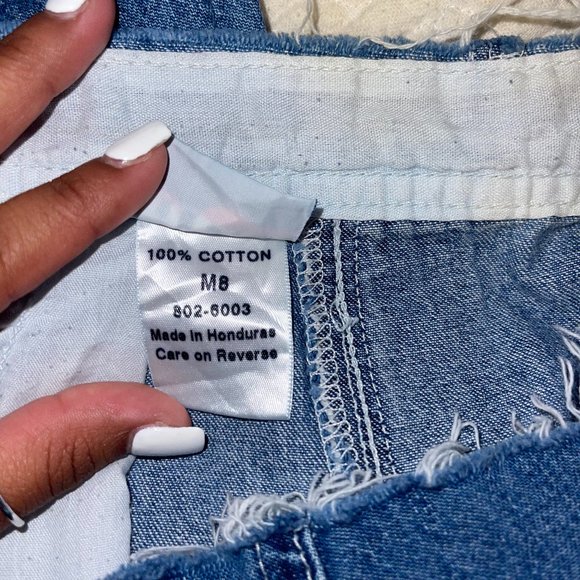 100% COTTON
M8
802-6003
Made in Honduras
Care on Reverse